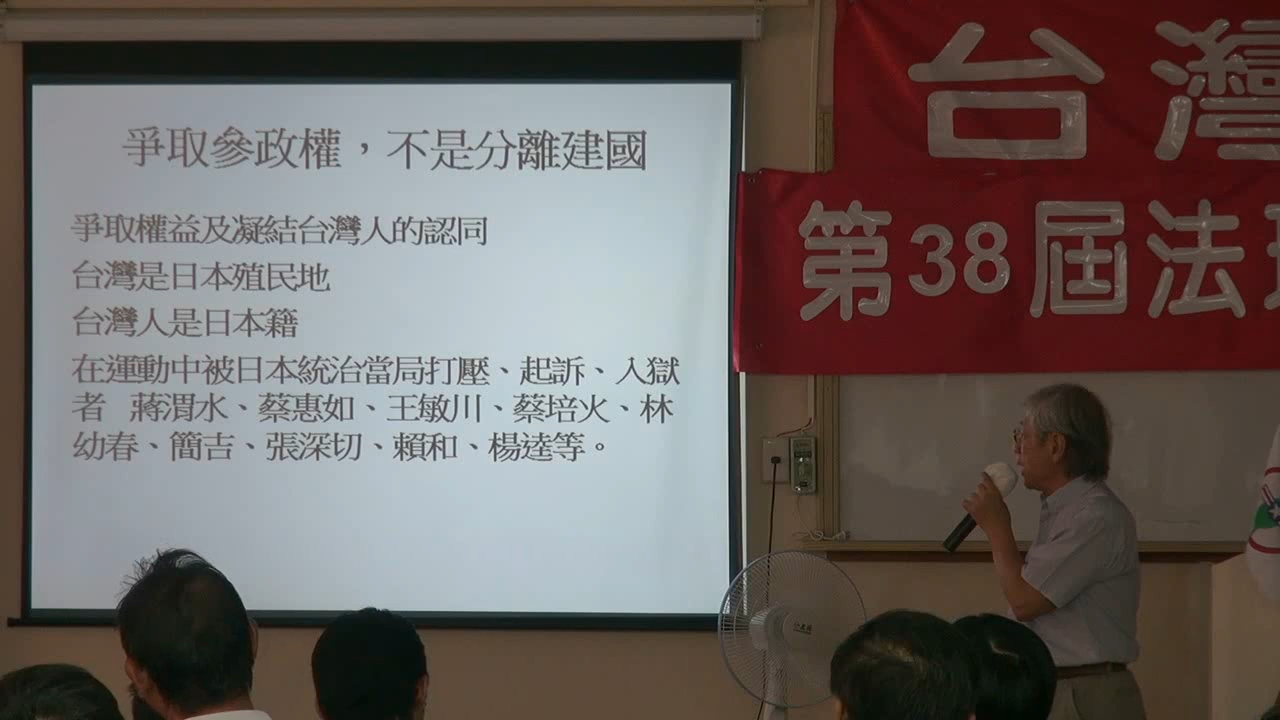 爭取參政權，不是分離建國
爭取權益及凝結台灣人的認同
台灣是日本殖民地
台灣人是日本籍
在運動中被日本統治當局打壓、起訴、入獄
者 蔣渭水、蔡惠如、王敏川、蔡培火、林
幼春、簡吉、張深切、賴和、楊逵等。
台灣
第38屆法